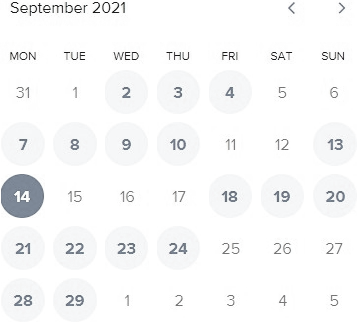 September 2021
MON TUE WED THU FRI SAT SUN
31 1 2 3 4 5 6
7 8 9 10 11 12 13
14 15 16 17 18 19 20
21 22 23 24 25 26 27
28 29 1 2 3 4 5